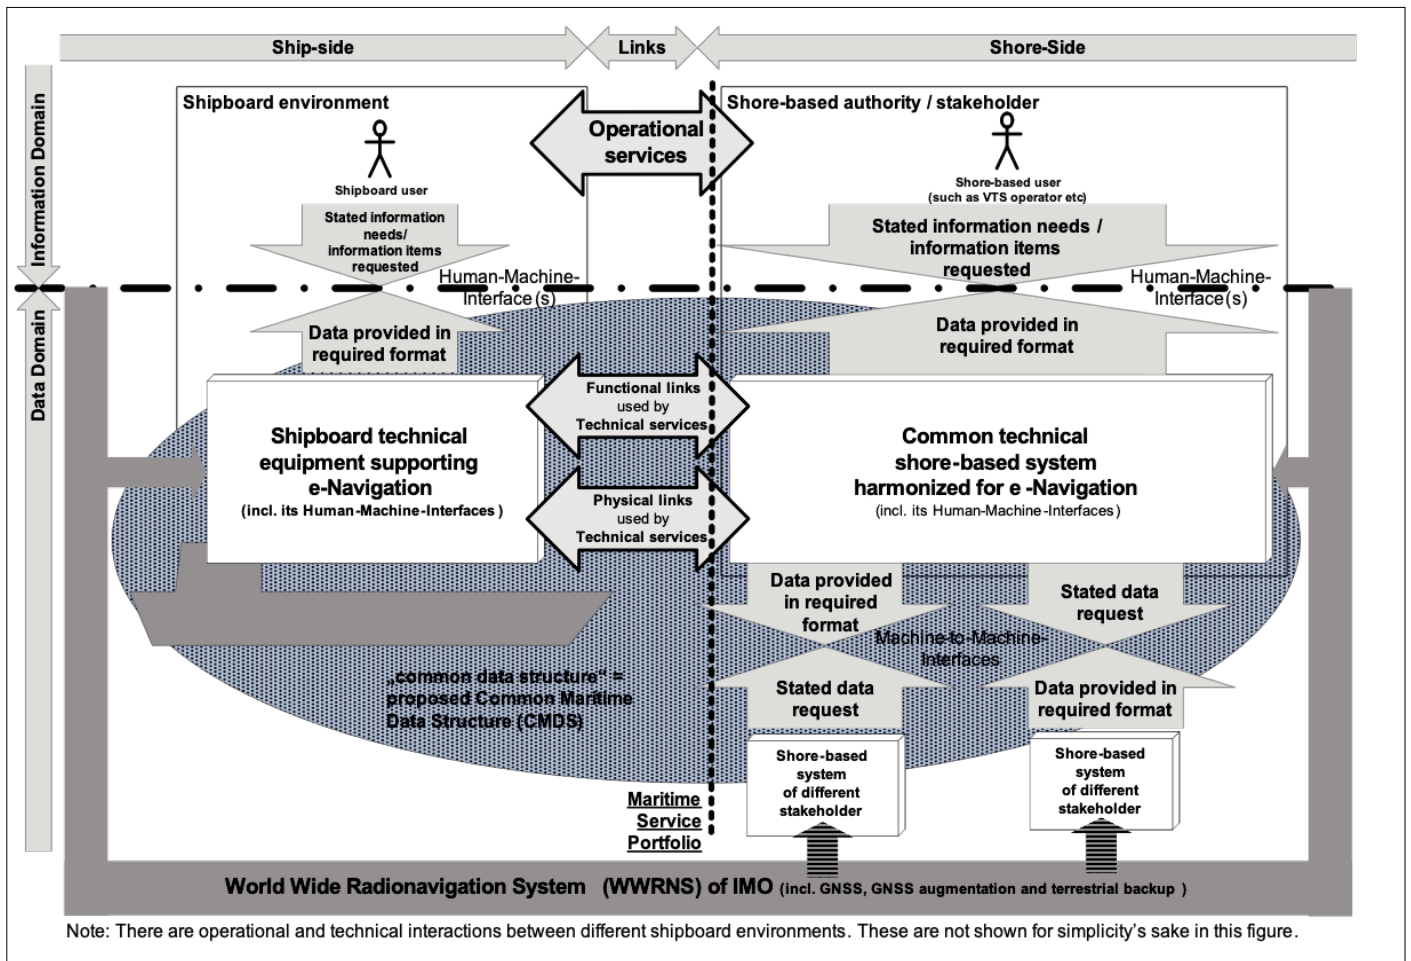 Ship-side
Links
Shore-Side
Information Domain
Data Domain
Shipboard environment
Shipboard user
Stated information
needs/
information items
requested
Human-Machine-
Interface(s)
Data provided in
required format
Operational
services
Shore-based authority / stakeholder
Shore-based user
(such as VTS operator etc)
Stated information needs /
information items
requested
Human-Machine-
Interface(s)
Data provided in
required format
Shipboard technical
equipment supporting
e-Navigation
(incl. its Human-Machine-Interfaces)
Functional links
used by
Technical services
Physical links
used by
Technical services
Common technical
shore-based system
harmonized for e-Navigation
(incl. its Human-Machine-Interfaces)
Data provided
in required
format
Stated data
request
Machine-to-Machine-
Interfaces
Stated data
request
Data provided in
required format
„common data structure“ =
proposed Common Maritime
Data Structure (CMDS)
Shore-based
system
of different
stakeholder
Shore-based
system
of different
stakeholder
Maritime
Service
Portfolio
World Wide Radionavigation System (WWRNS) of IMO (incl. GNSS, GNSS augmentation and terrestrial backup )
Note: There are operational and technical interactions between different shipboard environments. These are not shown for simplicity's sake in this figure.